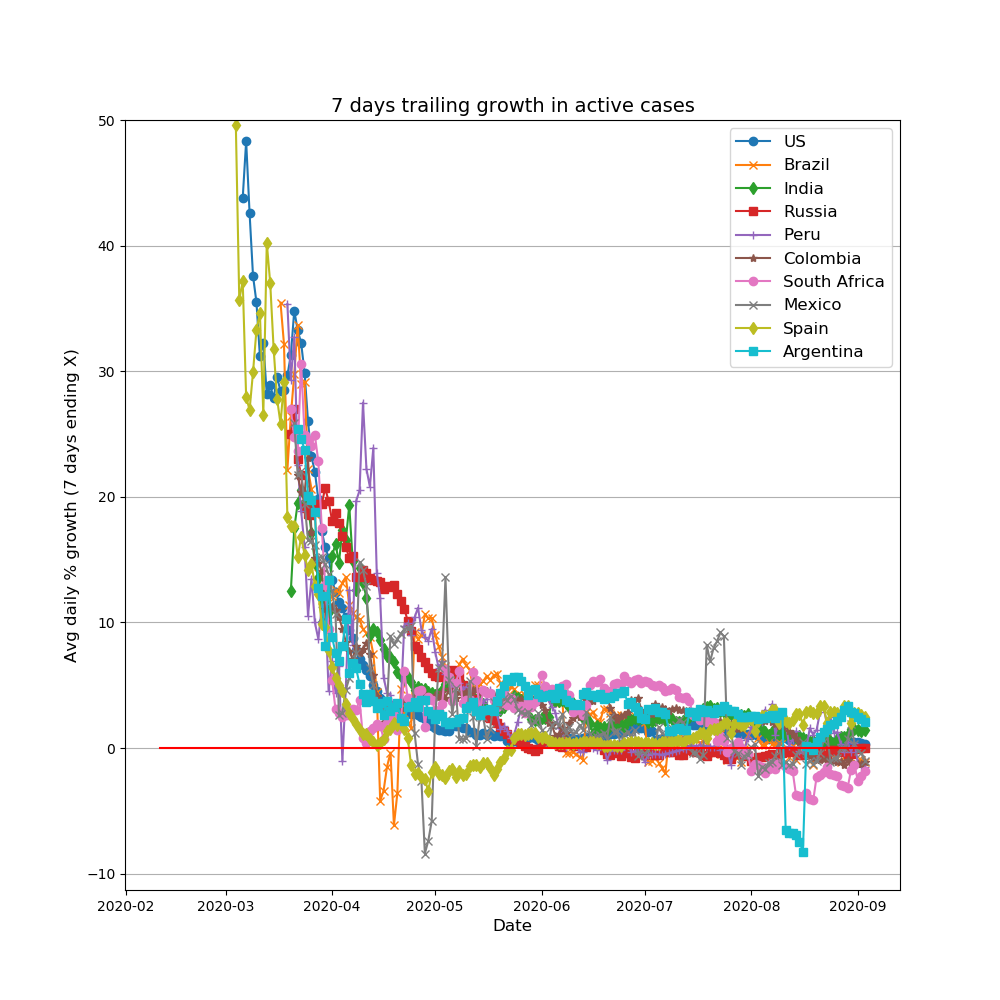 7 days trailing growth in active cases
50
40
30
20
10
0
−10
Avg daily % growth (7 days ending X)
US
Brazil
India
Russia
Peru
Colombia
South Africa
Mexico
Spain
Argentina
2020-02 2020-03 2020-04 2020-05 2020-06 2020-07 2020-08 2020-09
Date